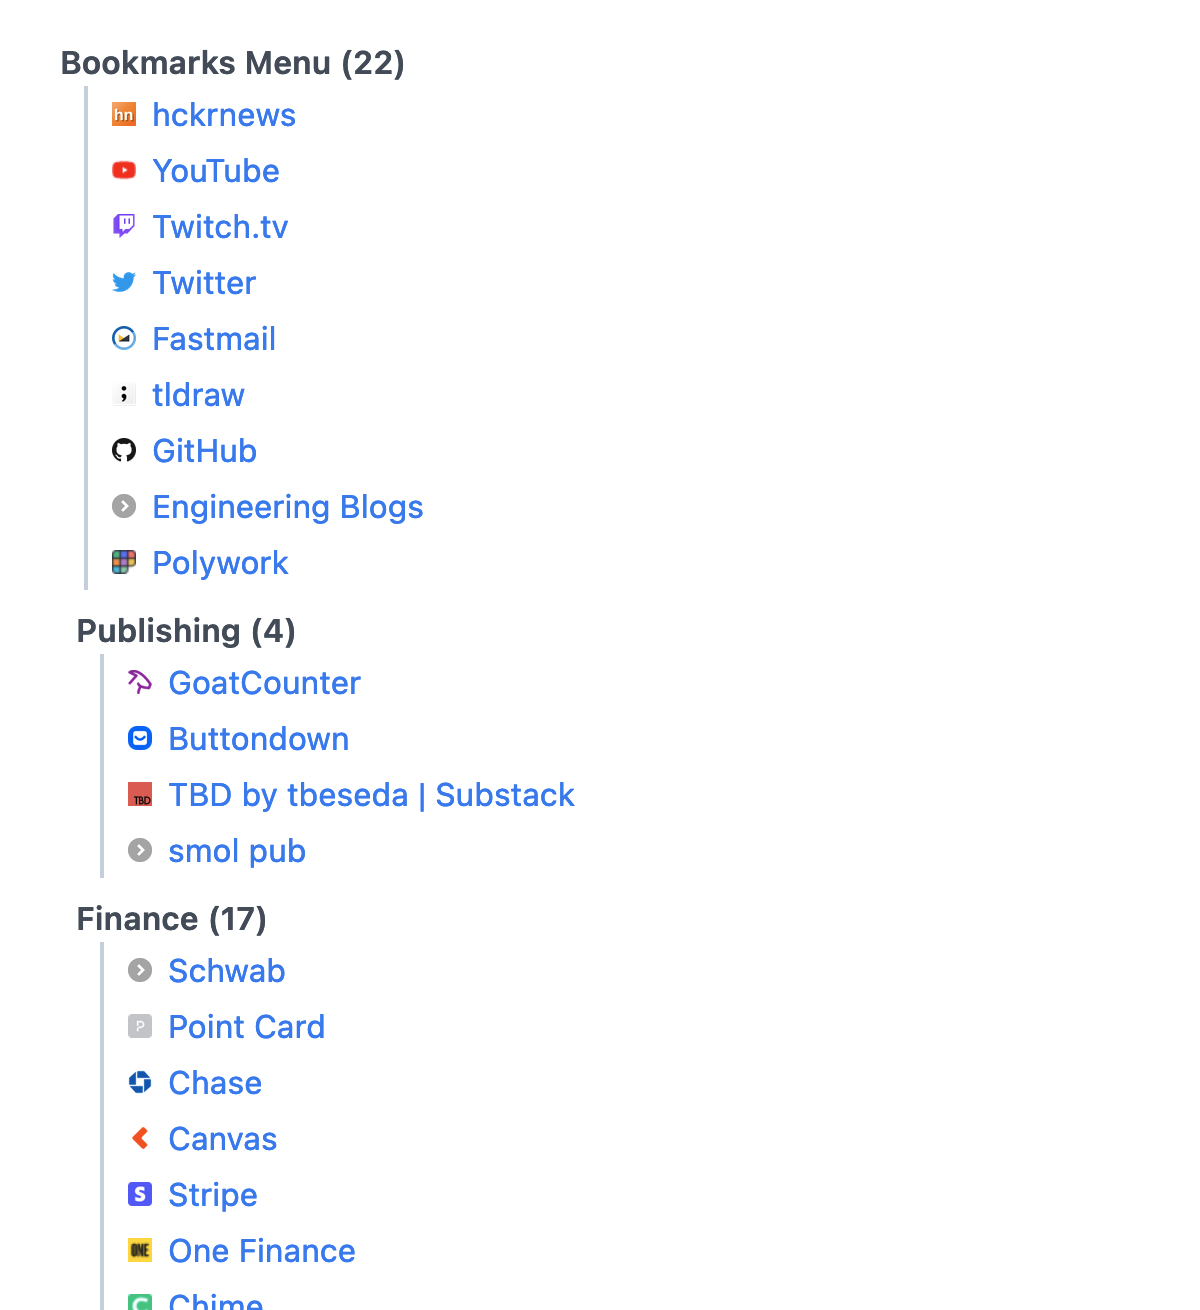 Bookmarks Menu (22)
hn hckrnews
YouTube
Twitch.tv
Twitter
Fastmail
; tldraw
GitHub
Engineering Blogs
Polywork
Publishing (4)
GoatCounter
Buttondown
TBD TBD by tbeseda | Substack
smol pub
Finance (17)
Schwab
P Point Card
Chase
Canvas
S Stripe
ONE One Finance
C Chime